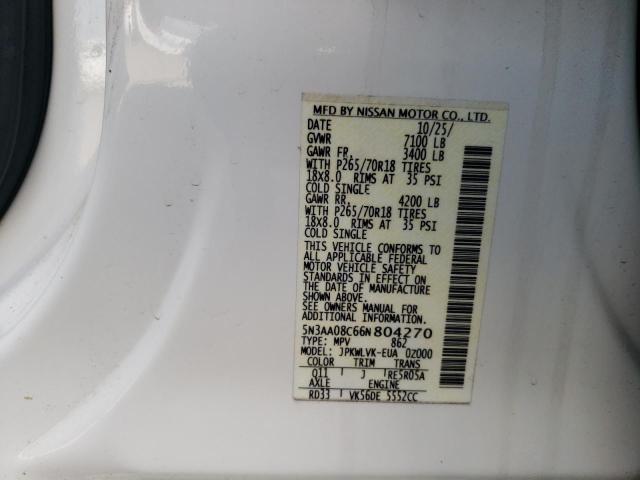 MFD BY NISSAN MOTOR CO., LTD.
DATE 10/25/
GVWR 7100 LB
GAWR FR. 3400 LB
WITH P265/70R18 TIRES
18x8.0 RIMS AT 35 PSI
COLD SINGLE
GAWR RR. 4200 LB
WITH P265/70R18 TIRES
18x8.0 RIMS AT 35 PSI
COLD SINGLE
THIS VEHICLE CONFORMS TO
ALL APPLICABLE FEDERAL
MOTOR VEHICLE SAFETY
STANDARDS IN EFFECT ON
THE DATE OF MANUFACTURE
SHOWN ABOVE.
SEE OWNERS MANUAL FOR
ADDITIONAL INFORMATION.
5N3AA08C66N804270
TYPE: MPV 862
MODEL: JPKWLVK-EUA 0Z000
COLOR TRIM TRANS
Q11 J RE5R05A
AXLE ENGINE
RD33 VK56DE 5552CC